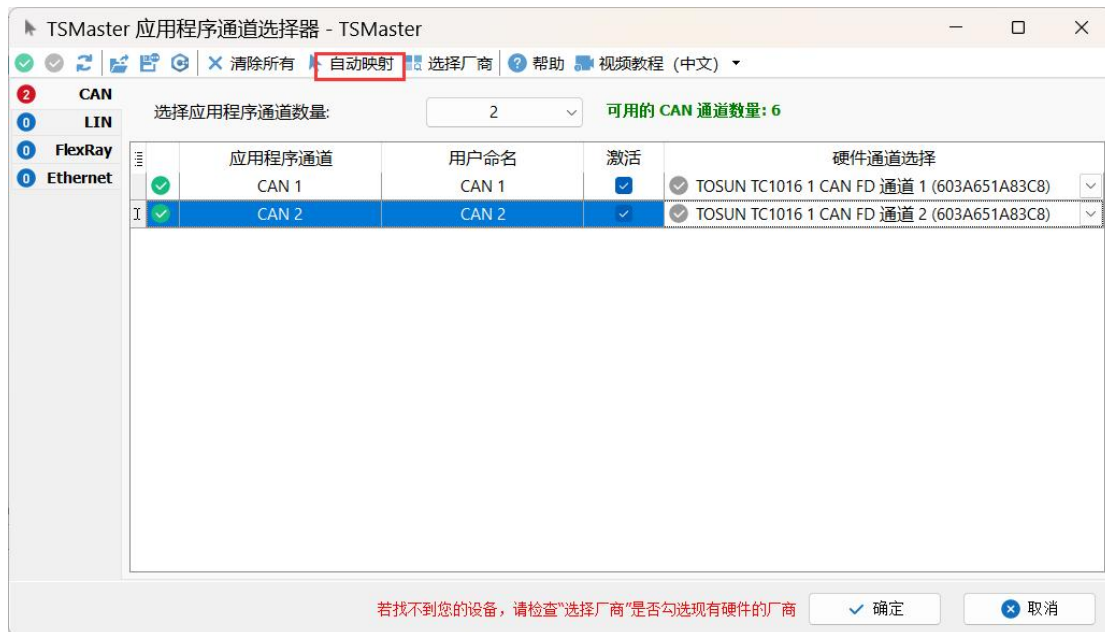 TSMaster 应用程序通道选择器 - TSMaster
清除所有 自动映射 选择厂商 帮助 视频教程 (中文)
2 CAN
0 LIN
0 FlexRay
0 Ethernet
选择应用程序通道数量: 2 可用的 CAN 通道数量: 6
应用程序通道 用户命名 激活 硬件通道选择
CAN 1 CAN 1 TOSUN TC1016 1 CAN FD 通道 1 (603A651A83C8)
CAN 2 CAN 2 TOSUN TC1016 1 CAN FD 通道 2 (603A651A83C8)
若找不到您的设备，请检查"选择厂商"是否勾选现有硬件的厂商 确定 取消